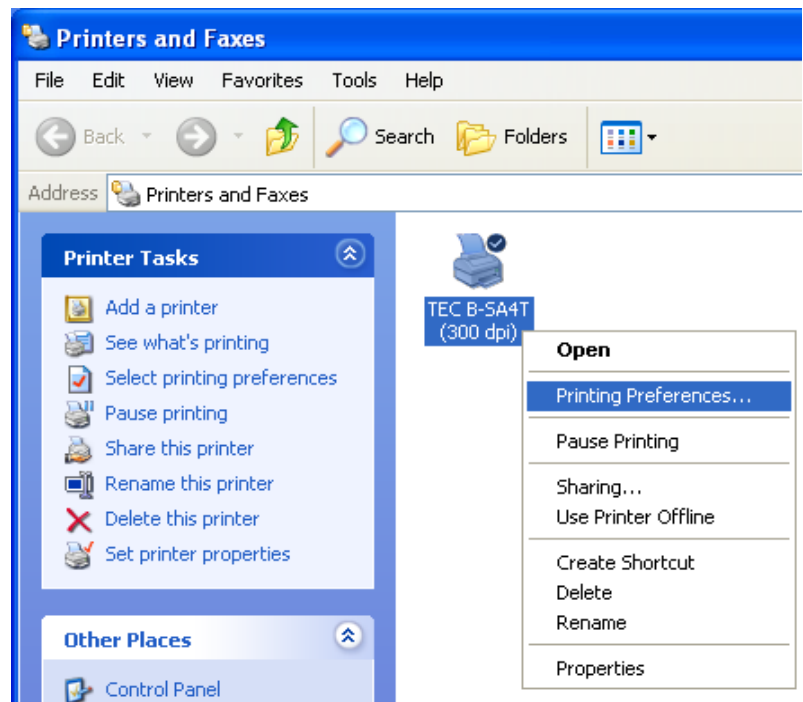 Printers and Faxes
File Edit View Favorites Tools Help
Back Search Folders
Address Printers and Faxes
Printer Tasks
Add a printer
See what's printing
Select printing preferences
Pause printing
Share this printer
Rename this printer
Delete this printer
Set printer properties
Other Places
Control Panel
TEC B-SA4T
(300 dpi)
Open
Printing Preferences...
Pause Printing
Sharing...
Use Printer Offline
Create Shortcut
Delete
Rename
Properties